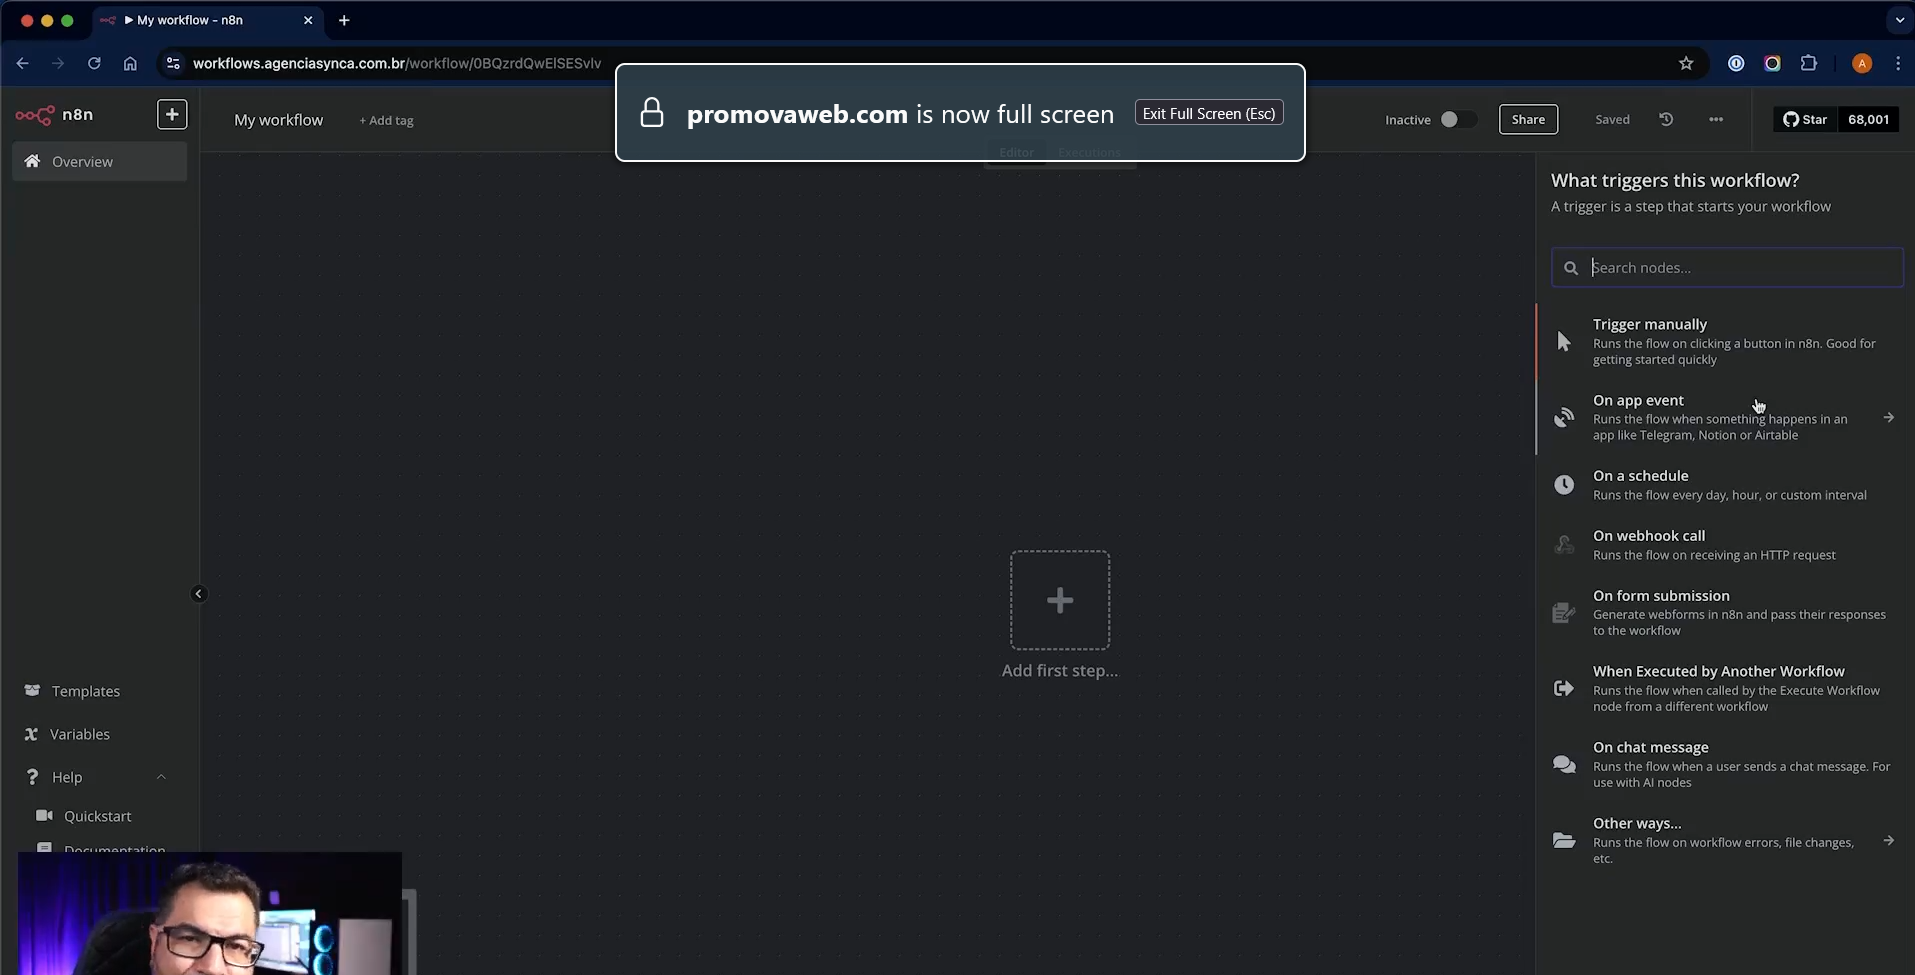 My workflow - n8n
workflows.agenciasynca.com.br/workflow/0BQzrdQwElSESvlv
promovaweb.com is now full screen
Exit Full Screen (Esc)
n8n
My workflow
+ Add tag
Inactive
Share
Saved
Star
68,001
Overview
Editor
Executions
What triggers this workflow?
A trigger is a step that starts your workflow
Search nodes...
Trigger manually
Runs the flow on clicking a button in n8n. Good for
getting started quickly
On app event
Runs the flow when something happens in an
app like Telegram, Notion or Airtable
On a schedule
Runs the flow every day, hour, or custom interval
On webhook call
Runs the flow on receiving an HTTP request
On form submission
Generate webforms in n8n and pass their responses
to the workflow
When Executed by Another Workflow
Runs the flow when called by the Execute Workflow
node from a different workflow
On chat message
Runs the flow when a user sends a chat message. For
use with AI nodes
Other ways...
Runs the flow on workflow errors, file changes,
etc.
Add first step...
Templates
Variables
Help
Quickstart
Documentation
A